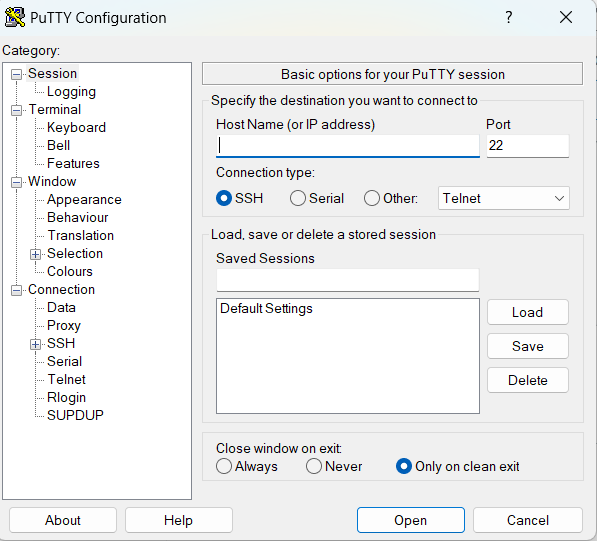 PuTTY Configuration
?
Category:
Session
Logging
Terminal
Keyboard
Bell
Features
Window
Appearance
Behaviour
Translation
Selection
Colours
Connection
Data
Proxy
SSH
Serial
Telnet
Rlogin
SUPDUP
Basic options for your PuTTY session
Specify the destination you want to connect to
Host Name (or IP address) Port
22
Connection type:
SSH Serial Other: Telnet
Load, save or delete a stored session
Saved Sessions
Default Settings
Load
Save
Delete
Close window on exit:
Always Never Only on clean exit
About Help Open Cancel